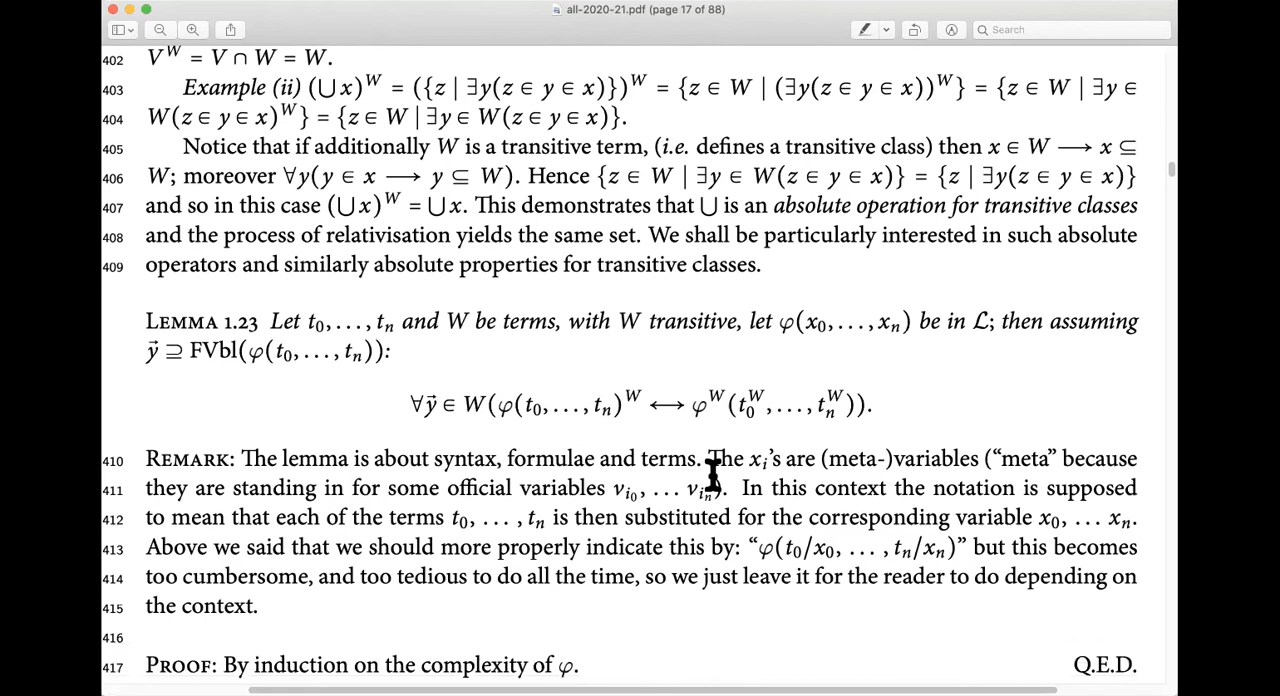 all-2020-21.pdf (page 17 of 88)
Search
402 V^W = V ∩ W = W.
403 Example (ii) (⋃x)^W = ({z | ∃y(z ∈ y ∈ x)})^W = {z ∈ W | (∃y(z ∈ y ∈ x))^W} = {z ∈ W | ∃y ∈
404 W(z ∈ y ∈ x)^W} = {z ∈ W | ∃y ∈ W(z ∈ y ∈ x)}.
405 Notice that if additionally W is a transitive term, (i.e. defines a transitive class) then x ∈ W ⟶ x ⊆
406 W; moreover ∀y(y ∈ x ⟶ y ⊆ W). Hence {z ∈ W | ∃y ∈ W(z ∈ y ∈ x)} = {z | ∃y(z ∈ y ∈ x)}
407 and so in this case (⋃x)^W = ⋃x. This demonstrates that ⋃ is an absolute operation for transitive classes
408 and the process of relativisation yields the same set. We shall be particularly interested in such absolute
409 operators and similarly absolute properties for transitive classes.
LEMMA 1.23 Let t₀, . . . , tₙ and W be terms, with W transitive, let φ(x₀, . . . , xₙ) be in ℒ; then assuming
y⃗ ⊇ FVbl(φ(t₀, . . . , tₙ)):
∀y⃗ ∈ W(φ(t₀, . . . , tₙ)^W ⟷ φ^W(t₀^W, . . . , tₙ^W)).
410 REMARK: The lemma is about syntax, formulae and terms. The xᵢ's are (meta-)variables (“meta” because
411 they are standing in for some official variables v_{i₀}, . . . v_{iₙ}). In this context the notation is supposed
412 to mean that each of the terms t₀, . . . , tₙ is then substituted for the corresponding variable x₀, . . . xₙ.
413 Above we said that we should more properly indicate this by: “φ(t₀/x₀, . . . , tₙ/xₙ)” but this becomes
414 too cumbersome, and too tedious to do all the time, so we just leave it for the reader to do depending on
415 the context.
416
417 PROOF: By induction on the complexity of φ. Q.E.D.